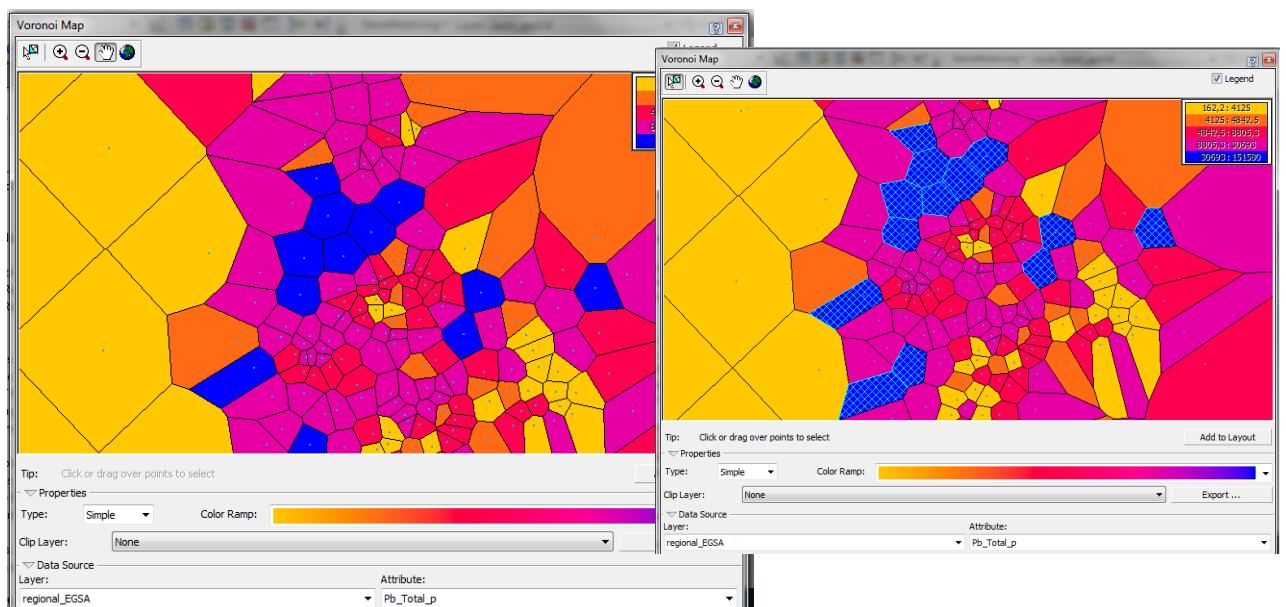 Voronoi Map
Legend
4
8
Tip: Click or drag over points to select
Properties
Type: Simple Color Ramp:
Clip Layer: None
Data Source
Layer: Attribute:
regional_EGSA Pb_Total_p
Voronoi Map
Legend
162,2 : 4125
4125 : 4842,5
4842,5 : 8805,3
8805,3 : 30693
30693 : 151580
Tip: Click or drag over points to select Add to Layout
Properties
Type: Simple Color Ramp:
Clip Layer: None Export ...
Data Source
Layer: Attribute:
regional_EGSA Pb_Total_p